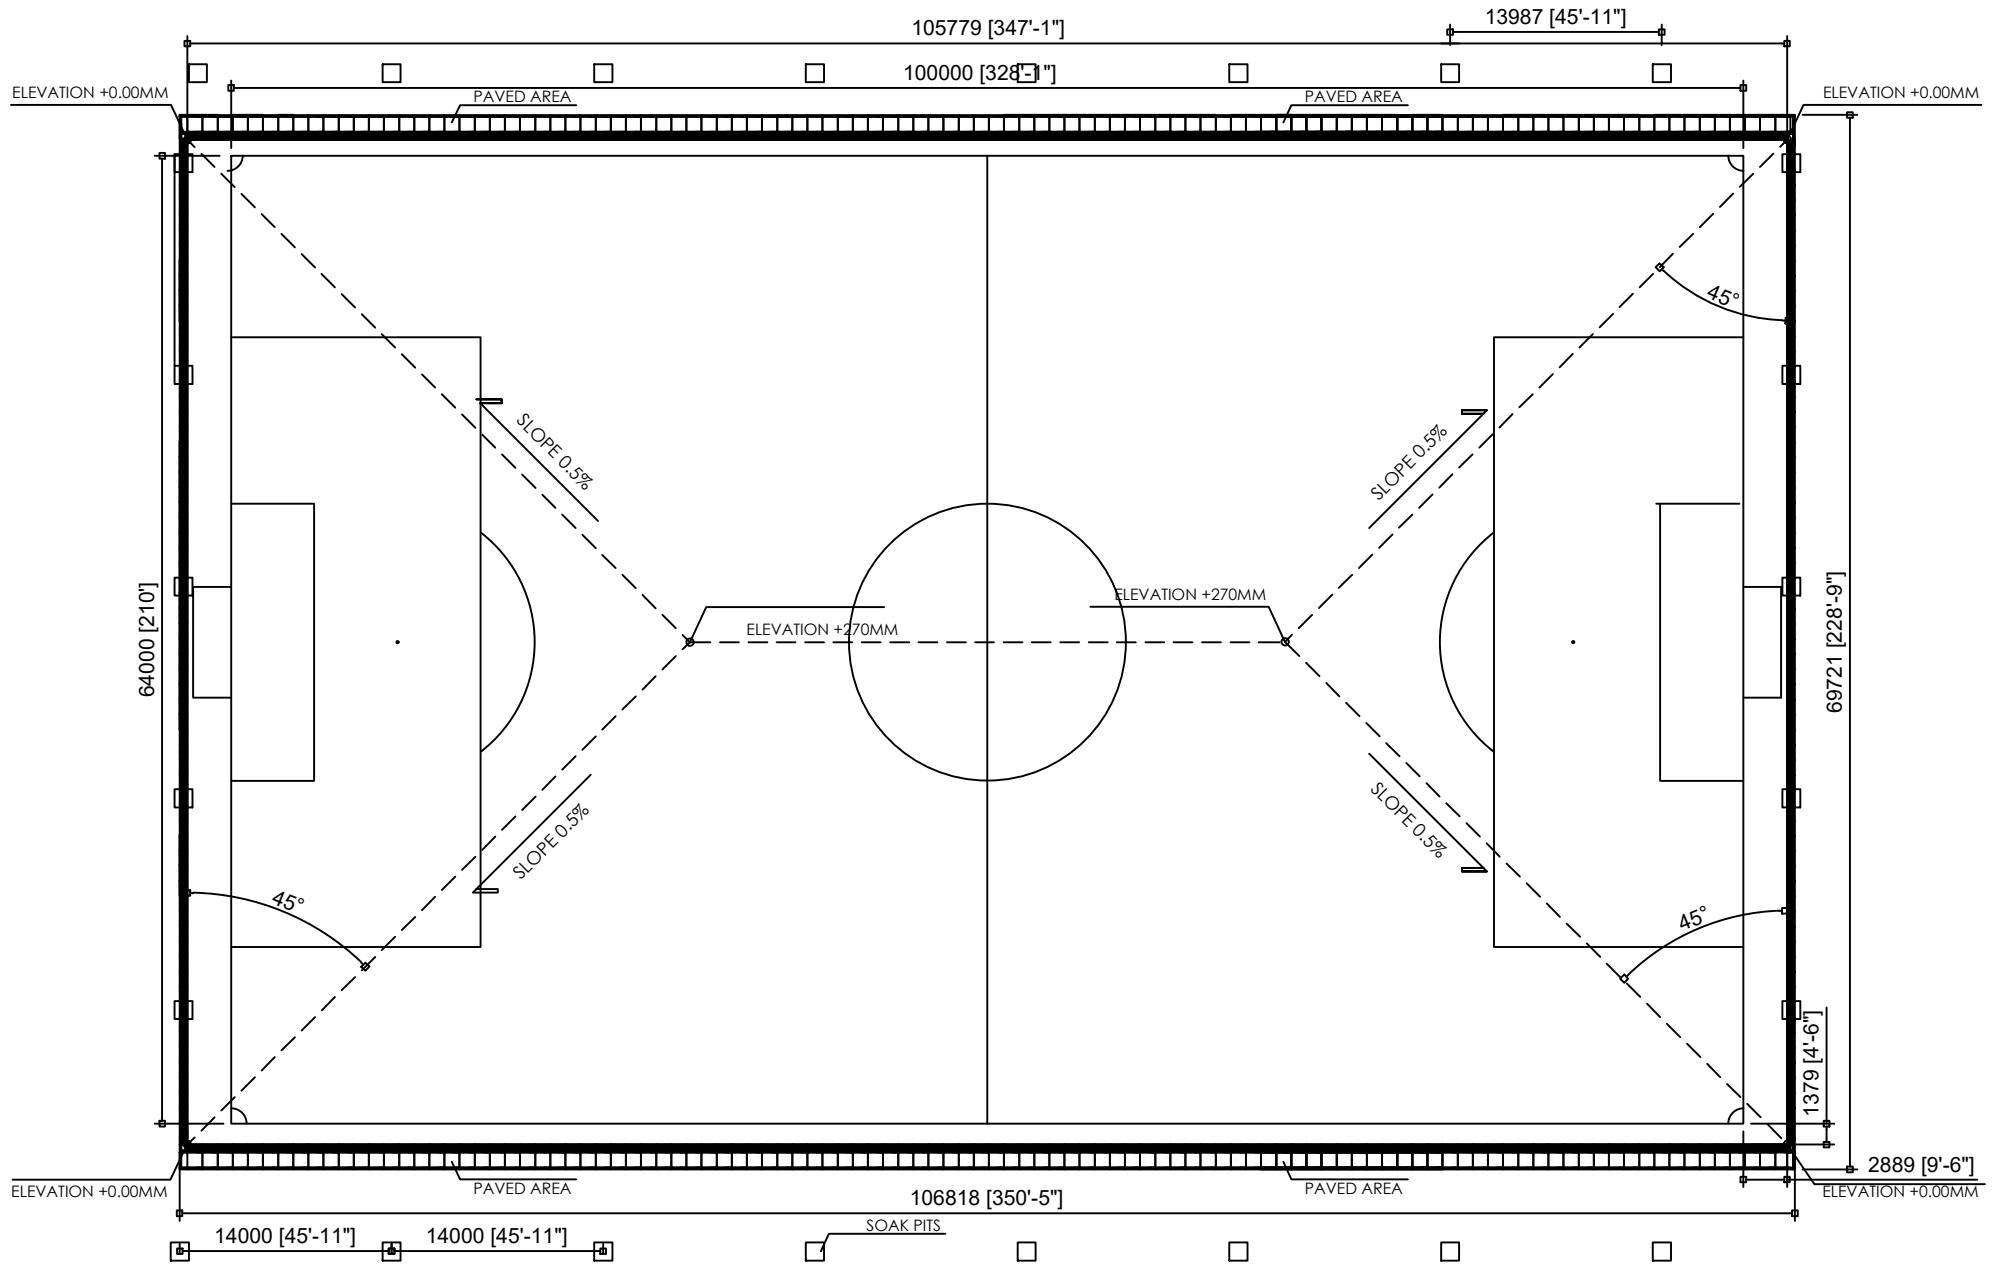 13987 [45'-11"]
105779 [347'-1"]
100000 [328'-1"]
ELEVATION +0.00MM
PAVED AREA
PAVED AREA
ELEVATION +0.00MM
45°
SLOPE 0.5%
SLOPE 0.5%
ELEVATION +270MM
ELEVATION +270MM
64000 [210']
69721 [228'-9"]
SLOPE 0.5%
SLOPE 0.5%
45°
45°
1379 [4'-6"]
2889 [9'-6"]
ELEVATION +0.00MM
PAVED AREA
PAVED AREA
ELEVATION +0.00MM
106818 [350'-5"]
SOAK PITS
14000 [45'-11"]
14000 [45'-11"]